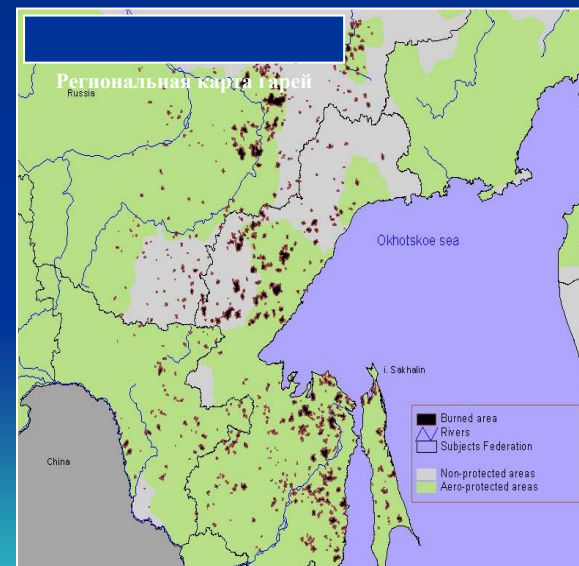 Региональная карта гарей
Russia
Okhotskoe sea
i. Sakhalin
China
Burned area
Rivers
Subjects Federation
Non-protected areas
Aero-protected areas